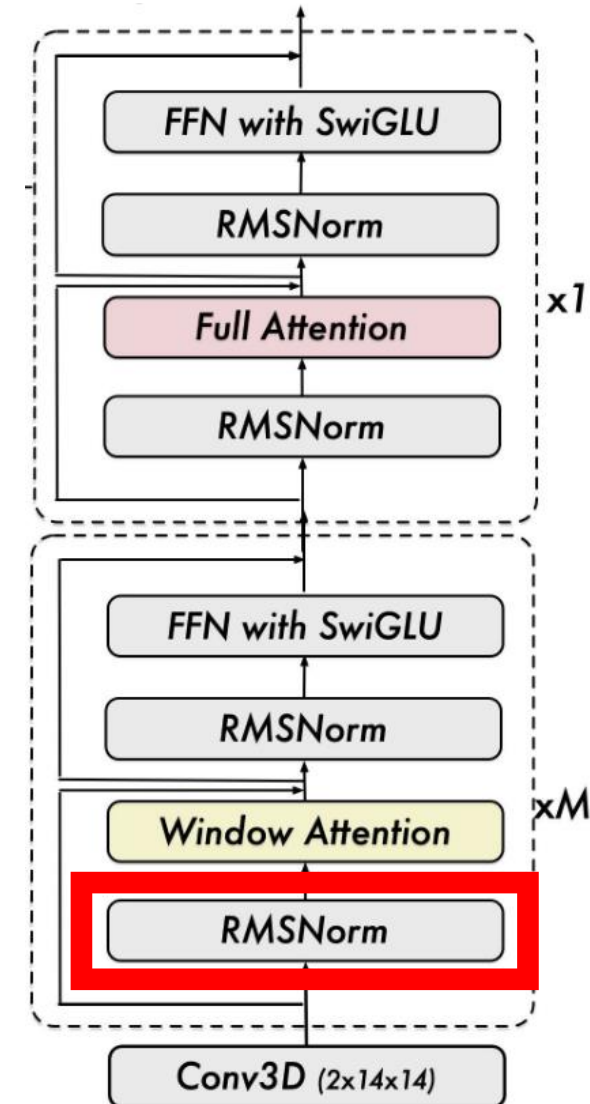 FFN with SwiGLU
RMSNorm
x1
Full Attention
RMSNorm
FFN with SwiGLU
RMSNorm
xM
Window Attention
RMSNorm
Conv3D (2x14x14)